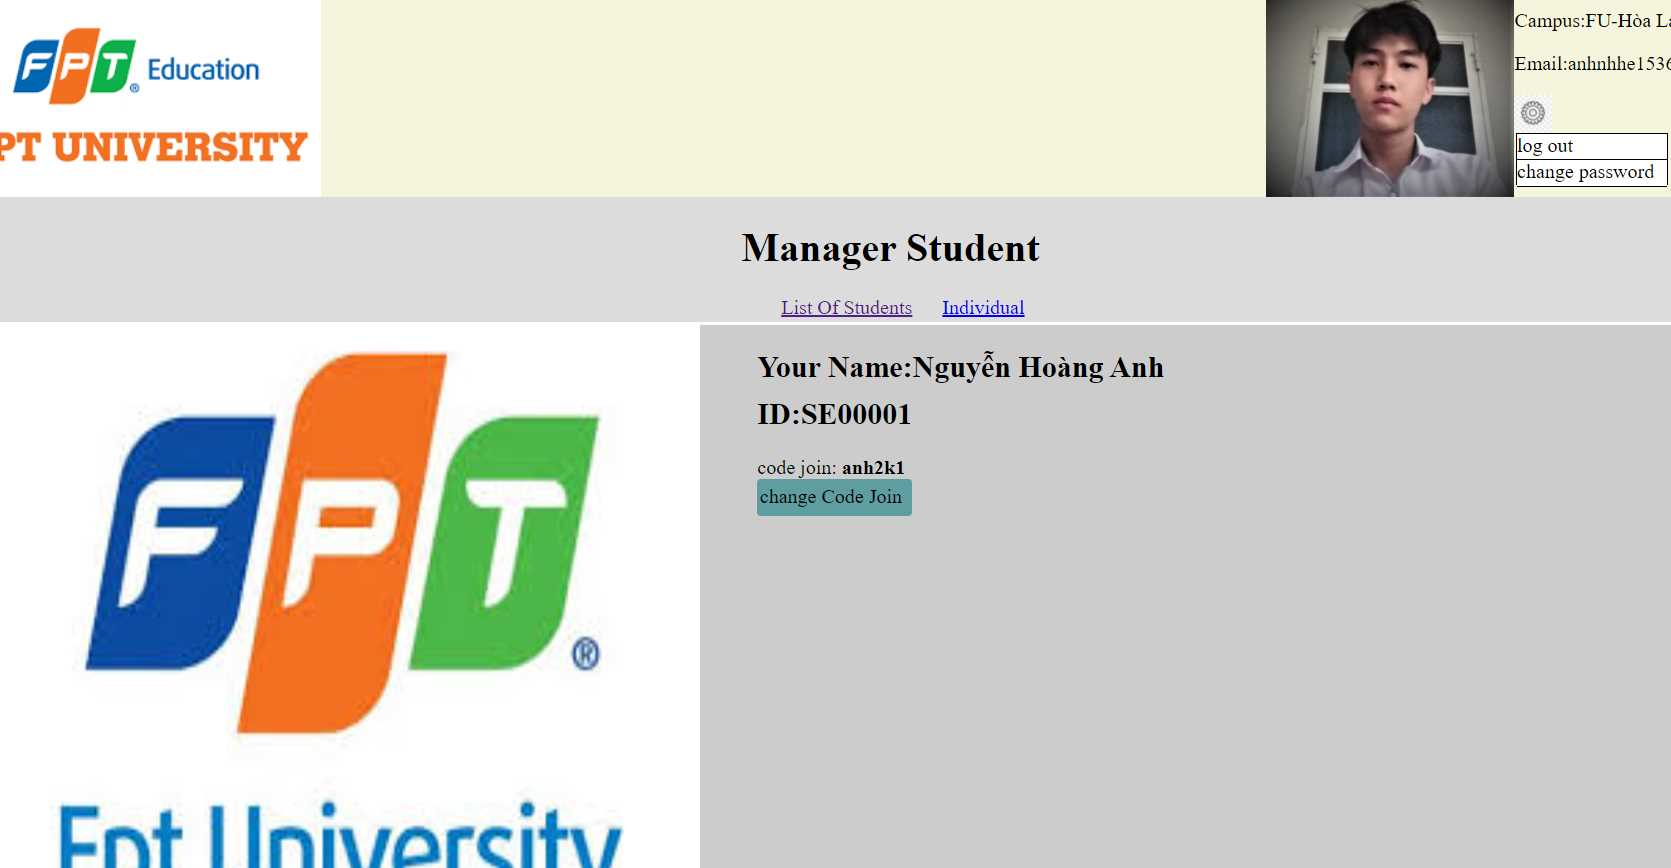 FPT® Education
PT UNIVERSITY
Campus:FU-Hòa La
Email:anhnhhe1536
log out
change password
Manager Student
List Of Students Individual
FPT®
Fpt University
Your Name:Nguyễn Hoàng Anh
ID:SE00001
code join: anh2k1
change Code Join